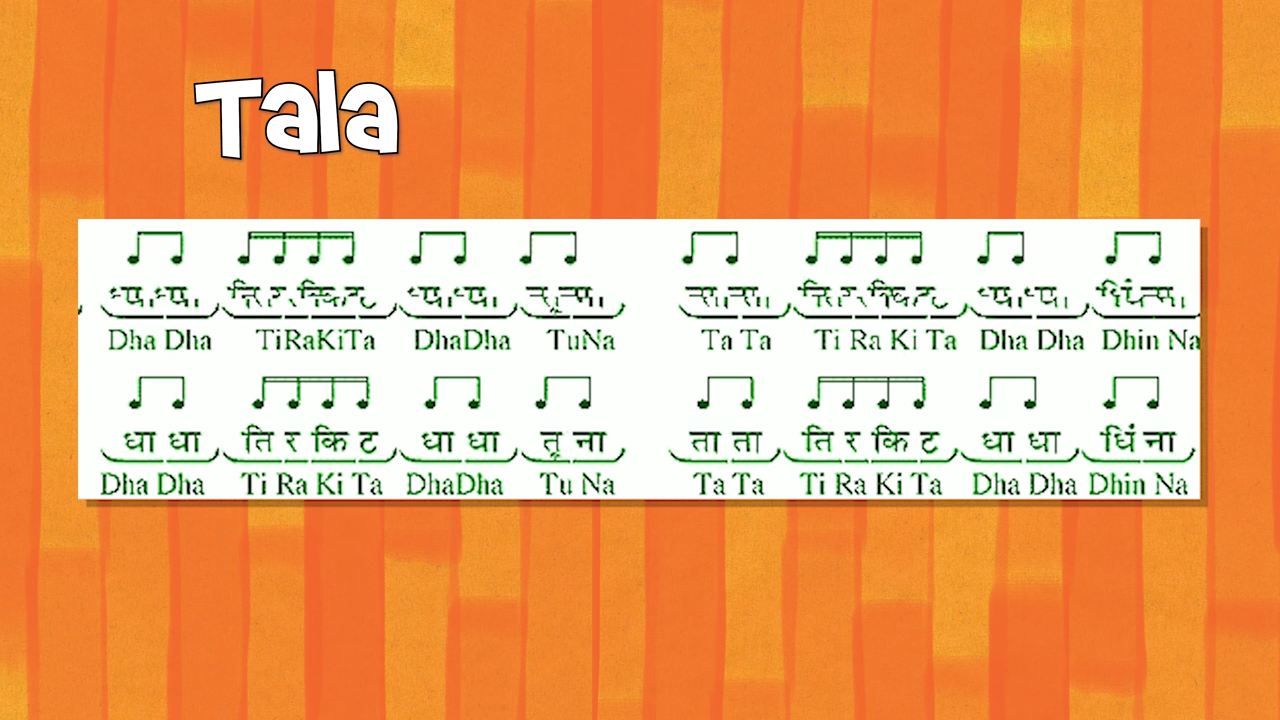 Tala
Dha Dha TiRaKiTa DhaDha TuNa Ta Ta Ti Ra Ki Ta Dha Dha Dhin Na
धा धा ति र कि ट धा धा तू ना ता ता ति र कि ट धा धा धिं ना
Dha Dha Ti Ra Ki Ta DhaDha Tu Na Ta Ta Ti Ra Ki Ta Dha Dha Dhin Na